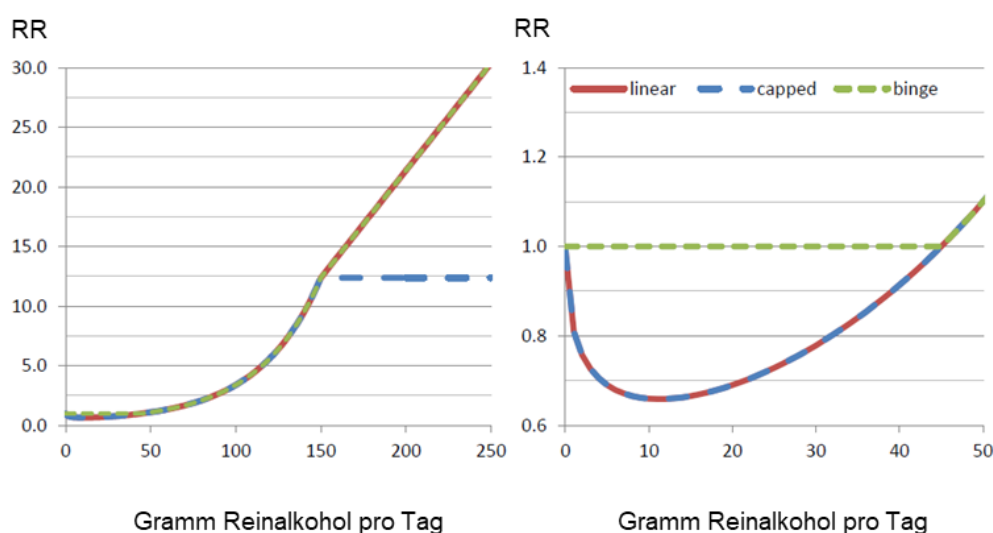 RR
30.0
25.0
20.0
15.0
10.0
5.0
0.0
0 50 100 150 200 250
Gramm Reinalkohol pro Tag
RR
1.4
linear capped binge
1.2
1.0
0.8
0.6
0 10 20 30 40 50
Gramm Reinalkohol pro Tag